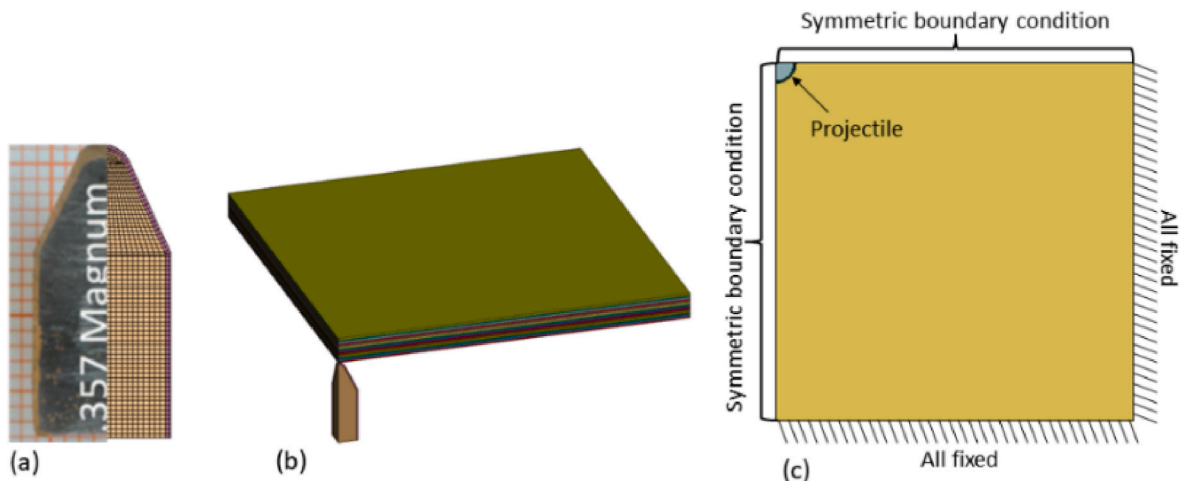 Symmetric boundary condition
Projectile
Symmetric boundary condition
All fixed
.357 Magnum
All fixed
(a)
(b)
(c)